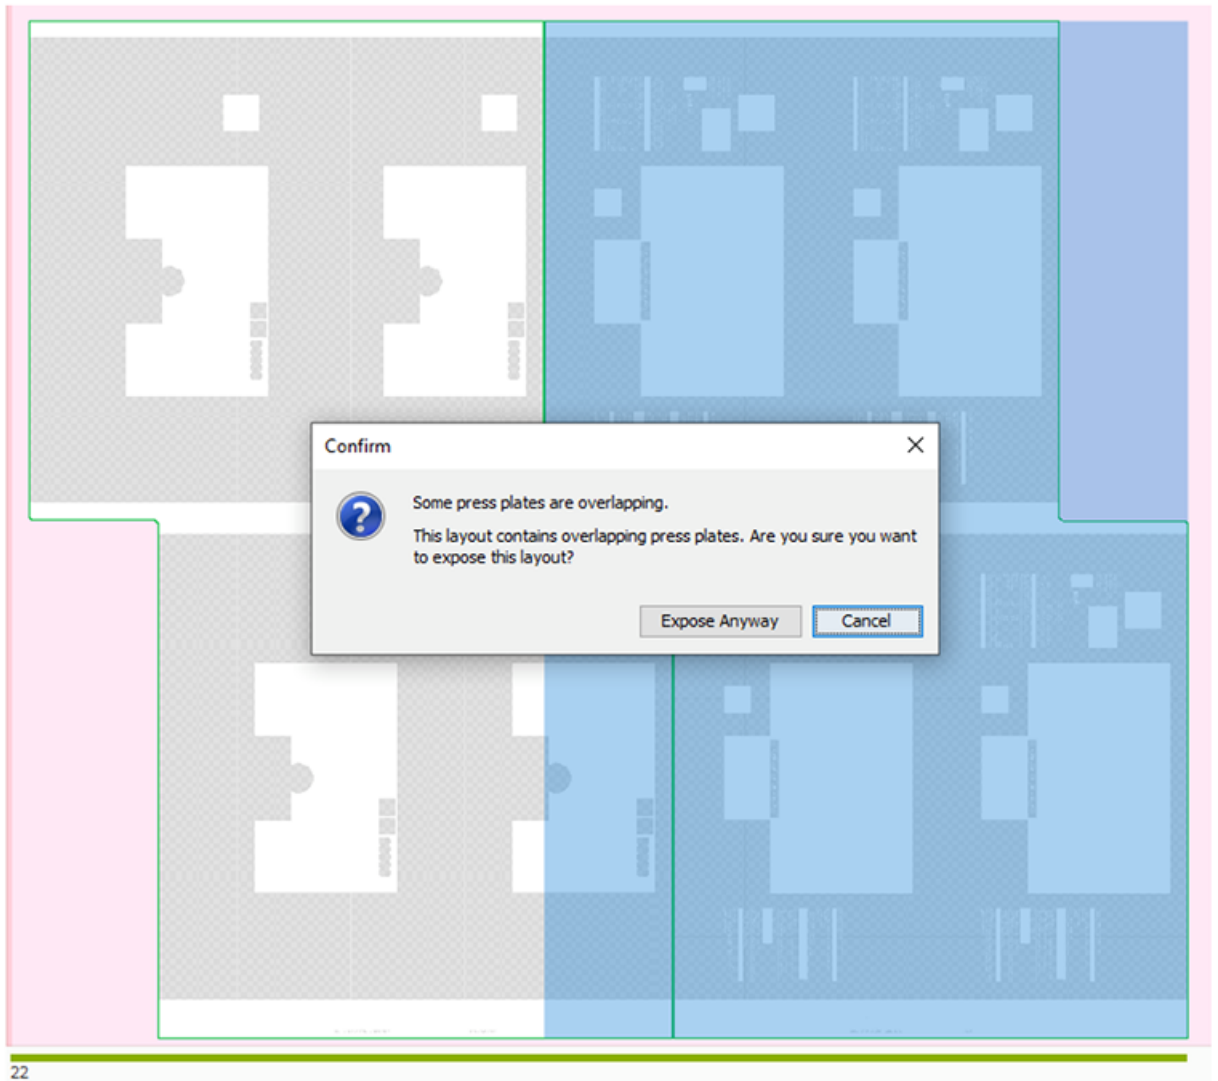 Confirm
Some press plates are overlapping.
This layout contains overlapping press plates. Are you sure you want
to expose this layout?
Expose Anyway
Cancel
22